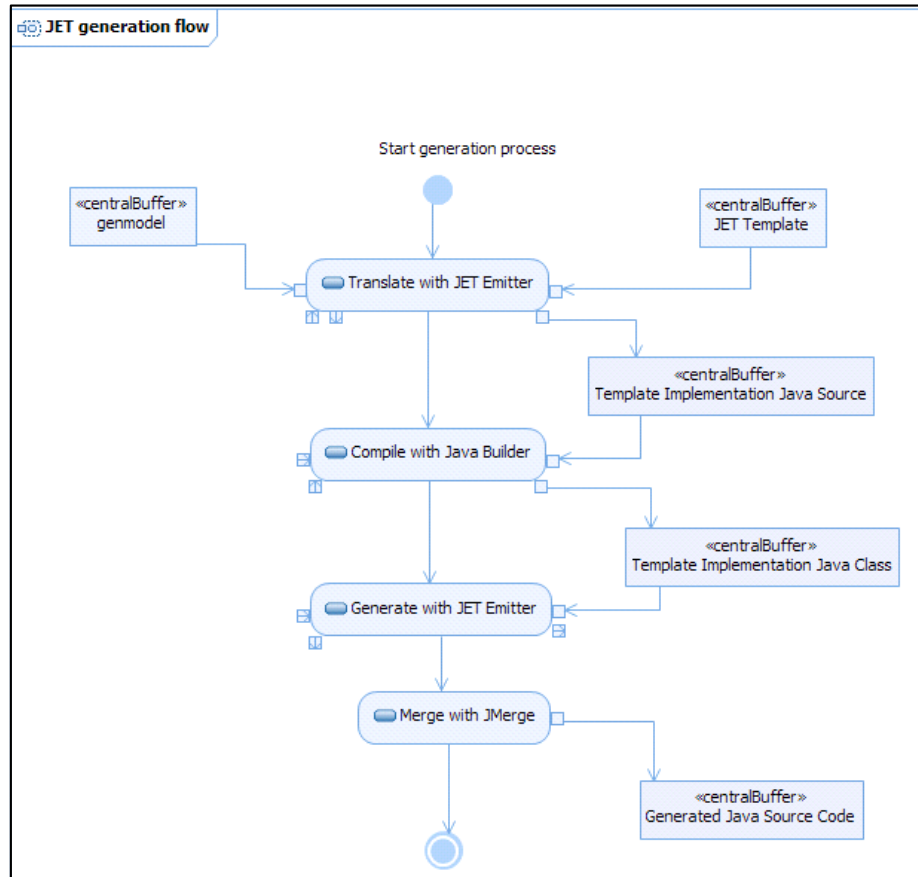 JET generation flow
Start generation process
«centralBuffer»
genmodel
«centralBuffer»
JET Template
Translate with JET Emitter
«centralBuffer»
Template Implementation Java Source
Compile with Java Builder
«centralBuffer»
Template Implementation Java Class
Generate with JET Emitter
Merge with JMerge
«centralBuffer»
Generated Java Source Code